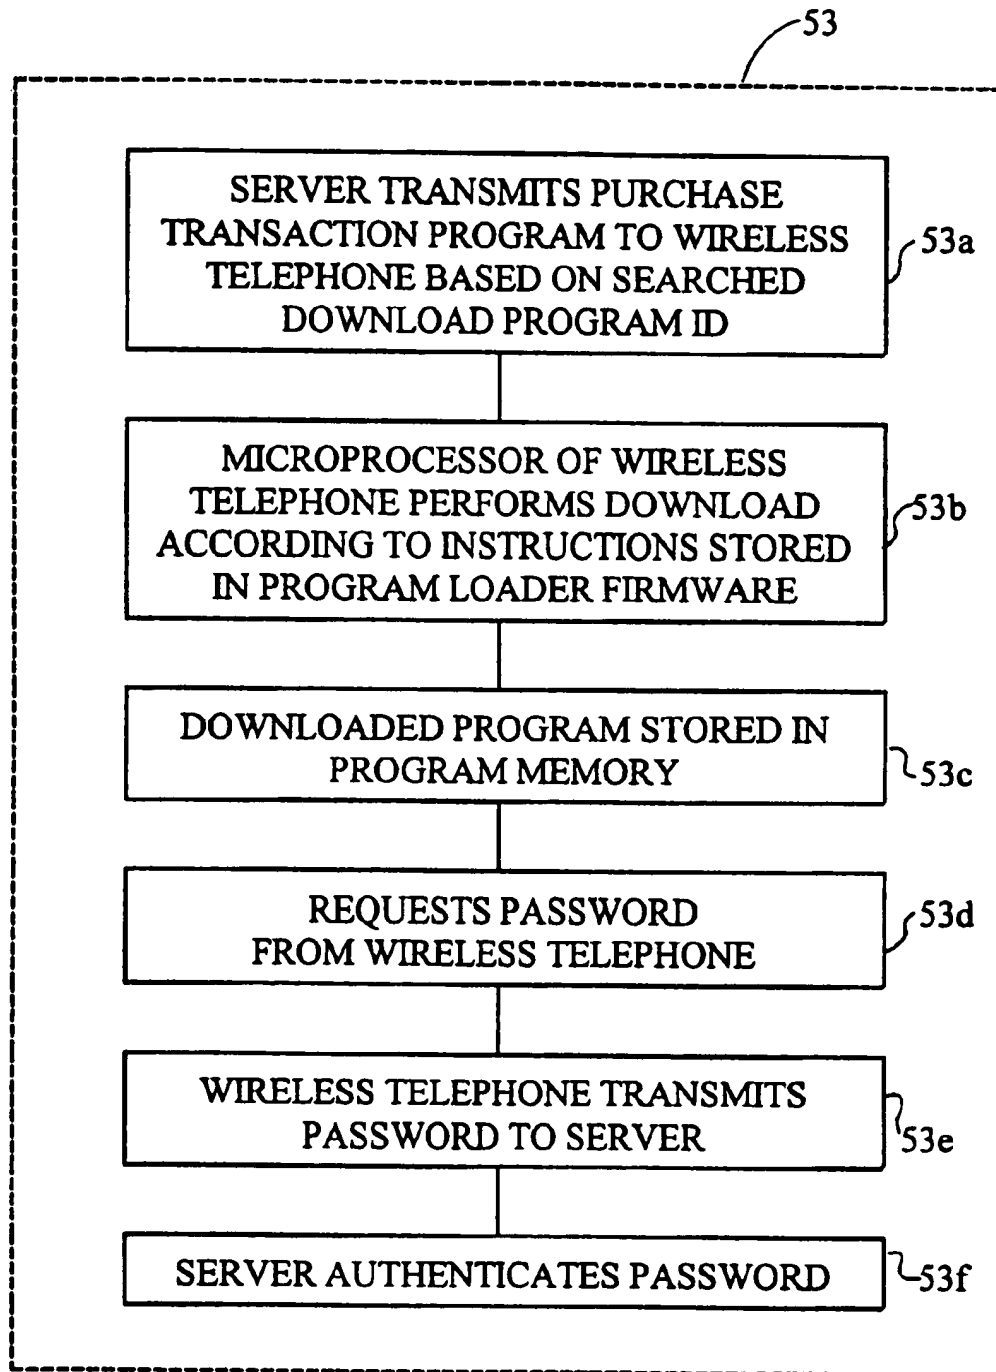 53
SERVER TRANSMITS PURCHASE
TRANSACTION PROGRAM TO WIRELESS
TELEPHONE BASED ON SEARCHED
DOWNLOAD PROGRAM ID
53a
MICROPROCESSOR OF WIRELESS
TELEPHONE PERFORMS DOWNLOAD
ACCORDING TO INSTRUCTIONS STORED
IN PROGRAM LOADER FIRMWARE
53b
DOWNLOADED PROGRAM STORED IN
PROGRAM MEMORY
53c
REQUESTS PASSWORD
FROM WIRELESS TELEPHONE
53d
WIRELESS TELEPHONE TRANSMITS
PASSWORD TO SERVER
53e
SERVER AUTHENTICATES PASSWORD
53f